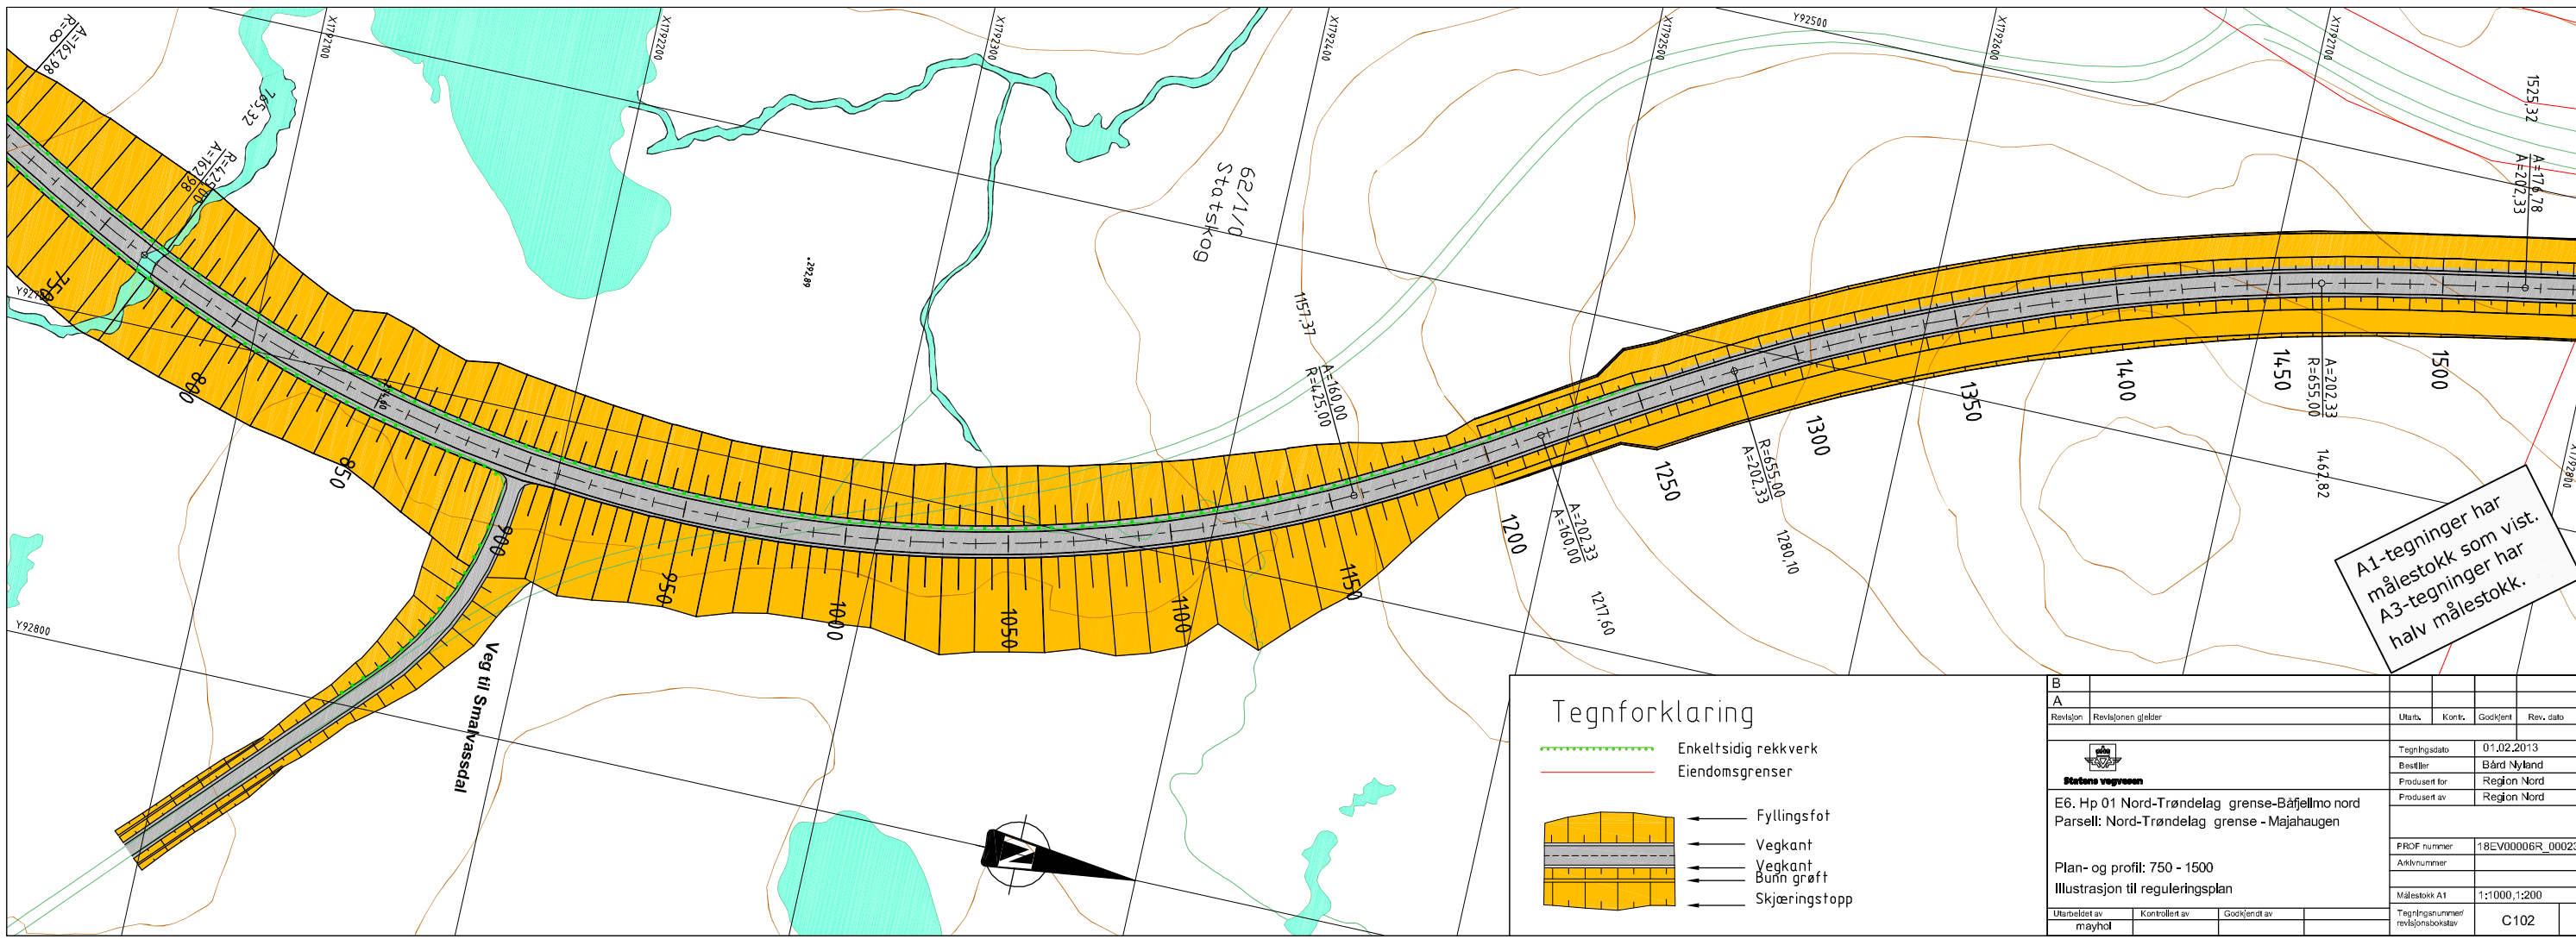 A=162,98
R=∞
765,32
R=425,00
A=162,98
X1792100
X1792200
X1792300
X1792400
X1792500
X1792600
X1792700
X1792800
Y92500
Y92800
292,89
62/1/0
Statskog
750
800
850
900
950
1000
1050
1100
1150
1200
1250
1300
1350
1400
1450
1500
1157,37
A=160,00
R=425,00
A=202,33
A=160,00
1217,60
R=655,00
A=202,33
1280,10
A=202,33
R=655,00
1462,82
1525,32
A=176,78
A=202,33
Veg til Smalvassdal
A1-tegninger har
målestokk som vist.
A3-tegninger har
halv målestokk.
Tegnforklaring
Enkeltsidig rekkverk
Eiendomsgrenser
Fyllingsfot
Vegkant
Vegkant
Bunn grøft
Skjæringstopp
B
A
Revisjon Revisjonen gjelder Utarb. Kontr. Godkjent Rev. dato
Statens vegvesen
Tegningsdato 01.02.2013
Bestiller Bård Nyland
Produsert for Region Nord
Produsert av Region Nord
E6. Hp 01 Nord-Trøndelag grense-Båfjellmo nord
Parsell: Nord-Trøndelag grense - Majahaugen
PROF nummer 18EV00006R_00023
Arkivnummer
Plan- og profil: 750 - 1500
Illustrasjon til reguleringsplan
Målestokk A1 1:1000,1:200
Utarbeidet av Kontrollert av Godkjent av
mayhol
Tegningsnummer/
revisjonsbokstav
C102